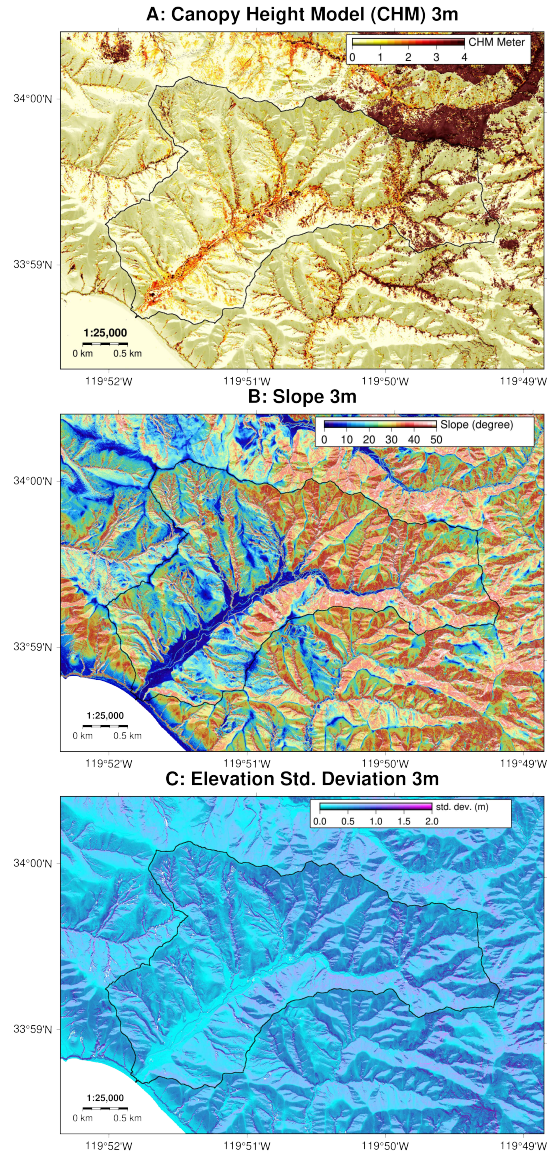 A: Canopy Height Model (CHM) 3m
CHM Meter
0 1 2 3 4
34°00'N
33°59'N
1:25,000
0 km 0.5 km
119°52'W 119°51'W 119°50'W 119°49'W
B: Slope 3m
Slope (degree)
0 10 20 30 40 50
34°00'N
33°59'N
1:25,000
0 km 0.5 km
119°52'W 119°51'W 119°50'W 119°49'W
C: Elevation Std. Deviation 3m
std. dev. (m)
0.0 0.5 1.0 1.5 2.0
34°00'N
33°59'N
1:25,000
0 km 0.5 km
119°52'W 119°51'W 119°50'W 119°49'W